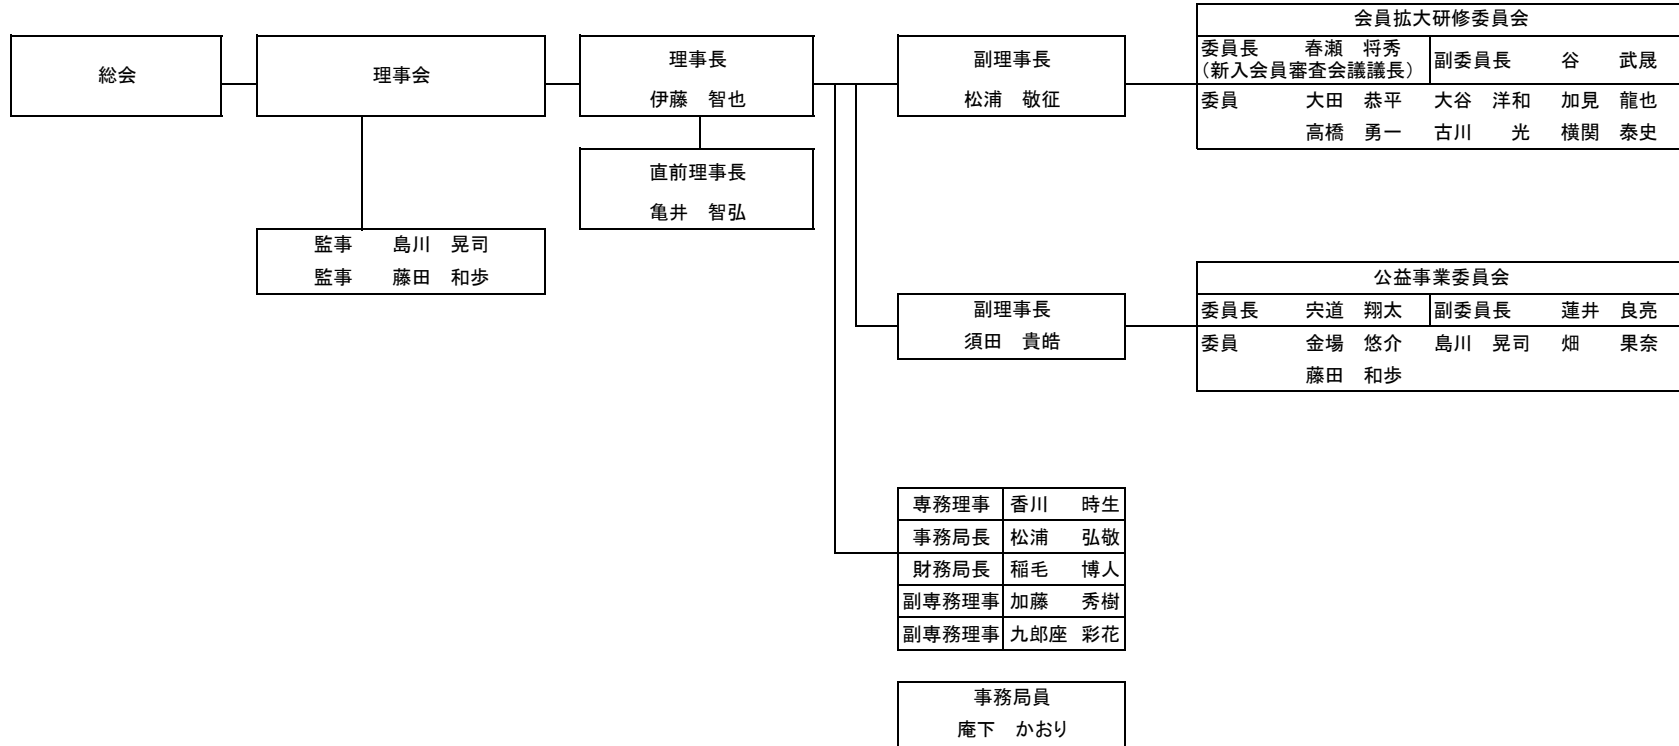 総会
理事会
監事 島川 晃司
監事 藤田 和歩
理事長
伊藤 智也
直前理事長
亀井 智弘
副理事長
松浦 敬征
会員拡大研修委員会
委員長 春瀬 将秀 副委員長 谷 武晟
(新入会員審査会議議長)
委員 大田 恭平 大谷 洋和 加見 龍也
高橋 勇一 古川 光 横関 泰史
副理事長
須田 貴皓
公益事業委員会
委員長 宍道 翔太 副委員長 蓮井 良亮
委員 金場 悠介 島川 晃司 畑 果奈
藤田 和歩
専務理事 香川 時生
事務局長 松浦 弘敬
財務局長 稲毛 博人
副専務理事 加藤 秀樹
副専務理事 九郎座 彩花
事務局員
庵下 かおり